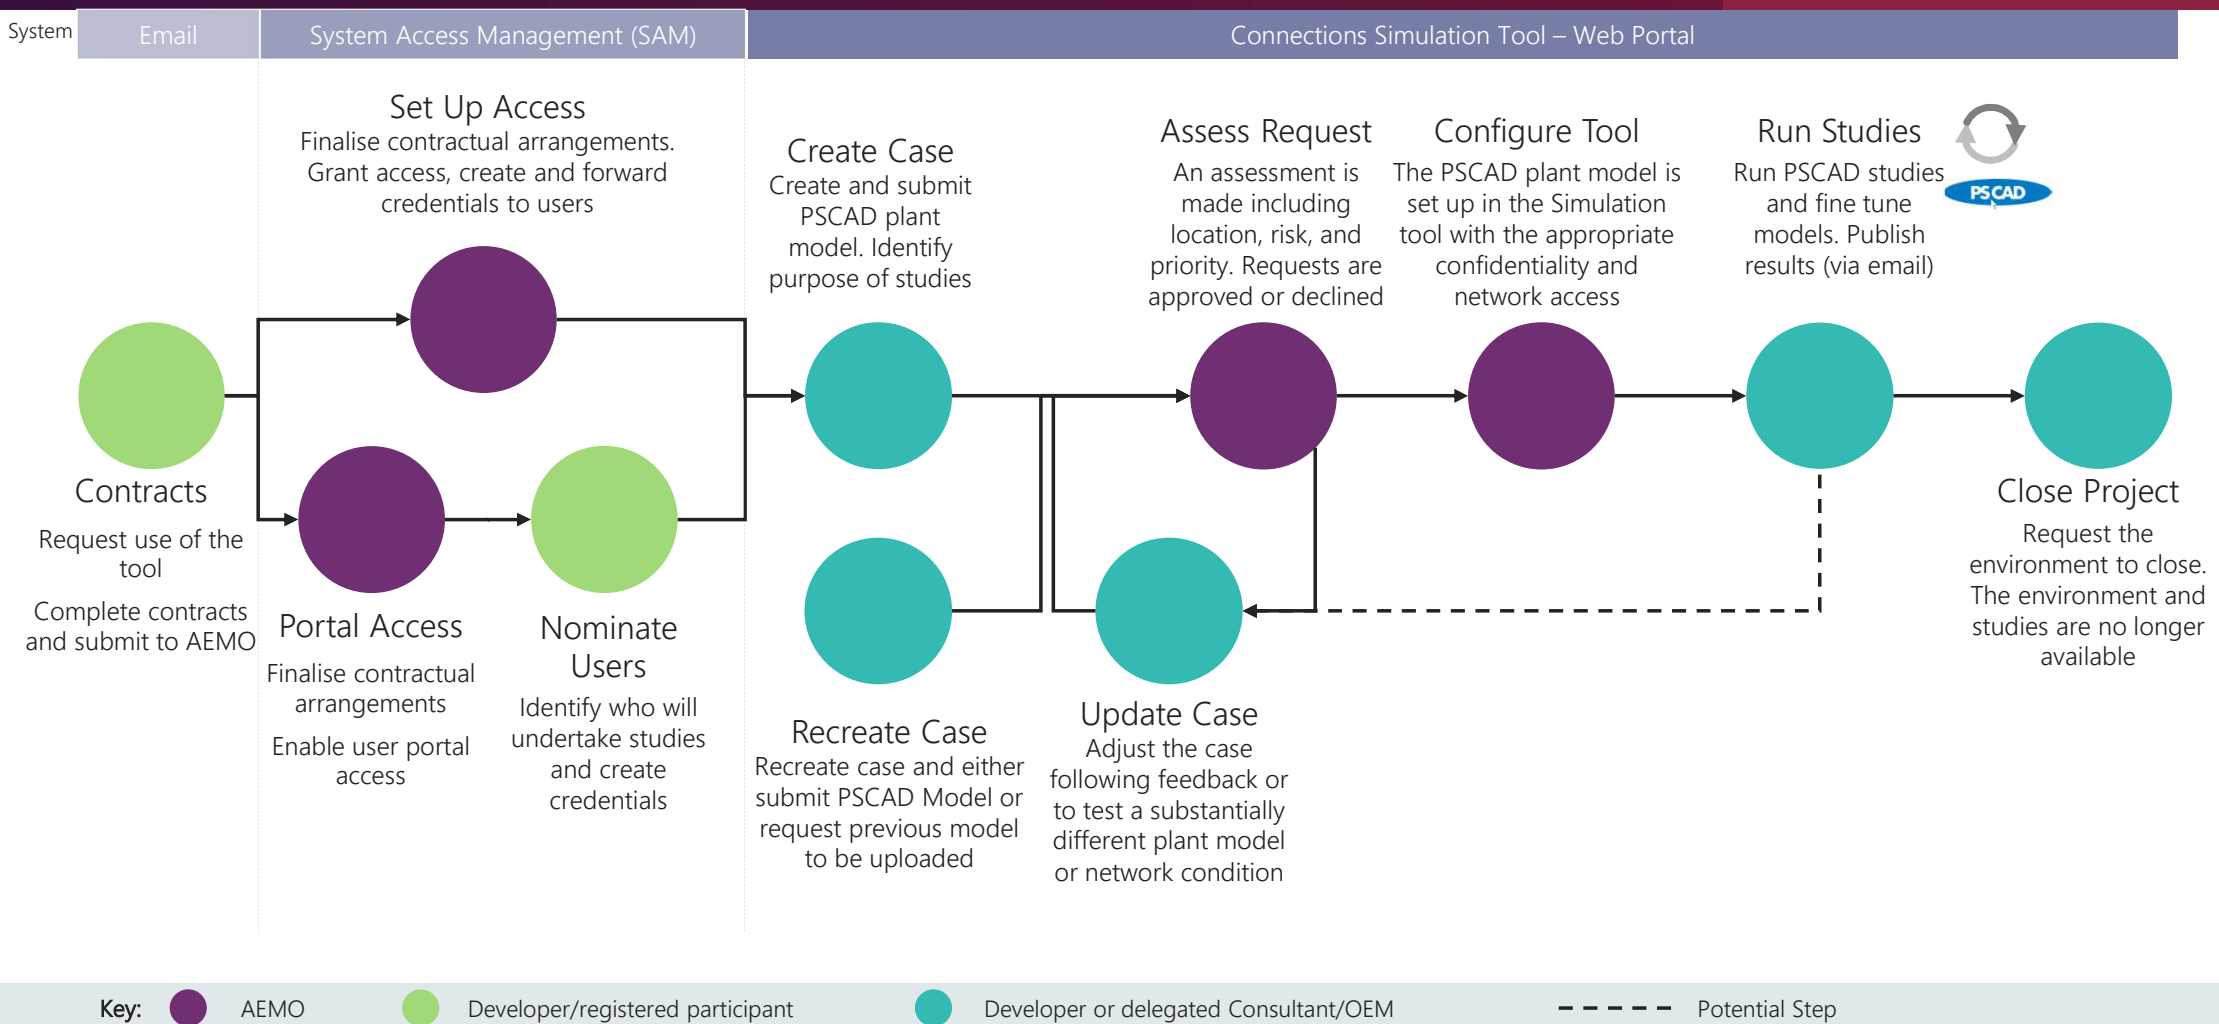 System
Email
System Access Management (SAM)
Connections Simulation Tool – Web Portal
Set Up Access
Finalise contractual arrangements.
Grant access, create and forward
credentials to users
Create Case
Create and submit
PSCAD plant
model. Identify
purpose of studies
Assess Request
An assessment is
made including
location, risk, and
priority. Requests are
approved or declined
Configure Tool
The PSCAD plant model is
set up in the Simulation
tool with the appropriate
confidentiality and
network access
Run Studies
Run PSCAD studies
and fine tune
models. Publish
results (via email)
PSCAD
Contracts
Request use of the
tool
Complete contracts
and submit to AEMO
Portal Access
Finalise contractual
arrangements
Enable user portal
access
Nominate
Users
Identify who will
undertake studies
and create
credentials
Recreate Case
Recreate case and either
submit PSCAD Model or
request previous model
to be uploaded
Update Case
Adjust the case
following feedback or
to test a substantially
different plant model
or network condition
Close Project
Request the
environment to close.
The environment and
studies are no longer
available
Key:
AEMO
Developer/registered participant
Developer or delegated Consultant/OEM
Potential Step